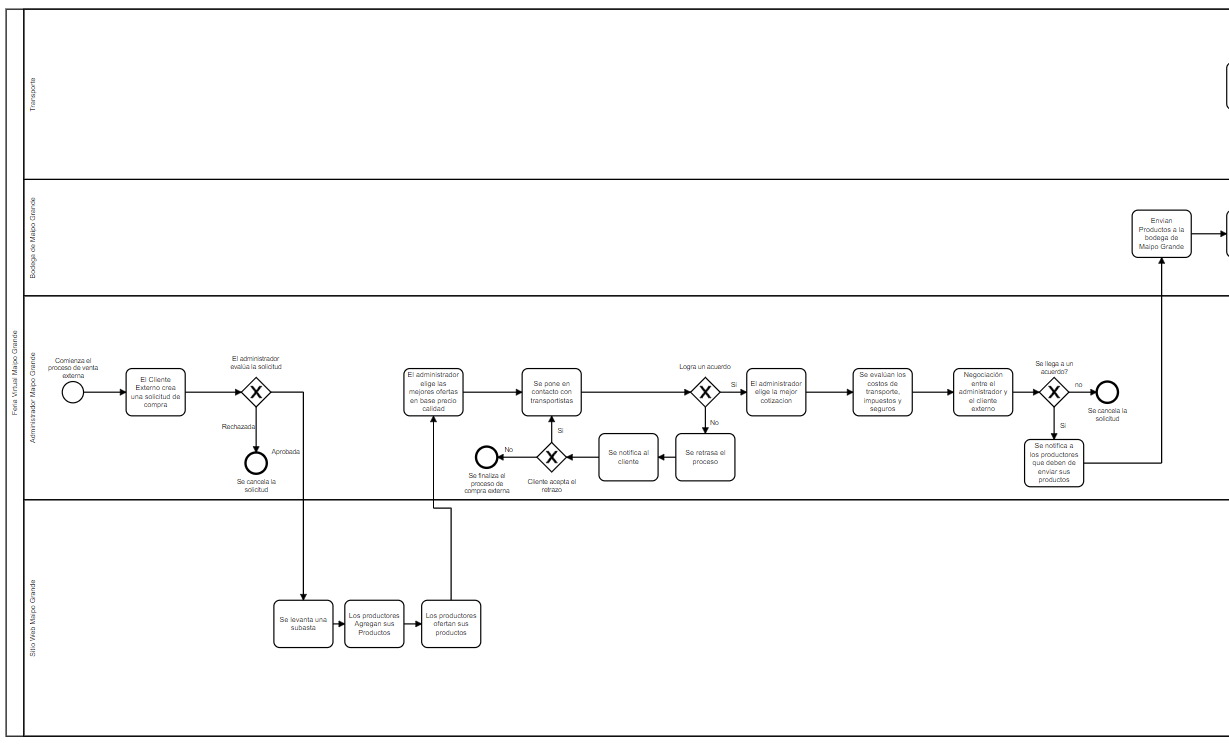 Feria Virtual Maipo Grande
Transporte
Bodega de Maipo Grande
Envían
Productos a la
bodega de
Maipo Grande
Administrador Maipo Grande
Comienza el
proceso de venta
externa
El Cliente
Externo crea
una solicitud de
compra
El administrador
evalúa la solicitud
Rechazada
Aprobada
Se cancela la
solicitud
El administrador
elige las
mejores ofertas
en base precio
calidad
Se pone en
contacto con
transportistas
Si
No
Se finaliza el
proceso de
compra externa
Cliente acepta el
retrazo
Se notifica al
cliente
Se retrasa el
proceso
Logra un acuerdo
Si
No
El administrador
elige la mejor
cotizacion
Se evalúan los
costos de
transporte,
impuestos y
seguros
Negociación
entre el
administrador y
el cliente
externo
Se llega a un
acuerdo?
no
Se cancela la
solicitud
Si
Se notifica a
los productores
que deben de
enviar sus
productos
Sitio Web Maipo Grande
Se levanta una
subasta
Los productores
Agregan sus
Productos
Los productores
ofertan sus
productos